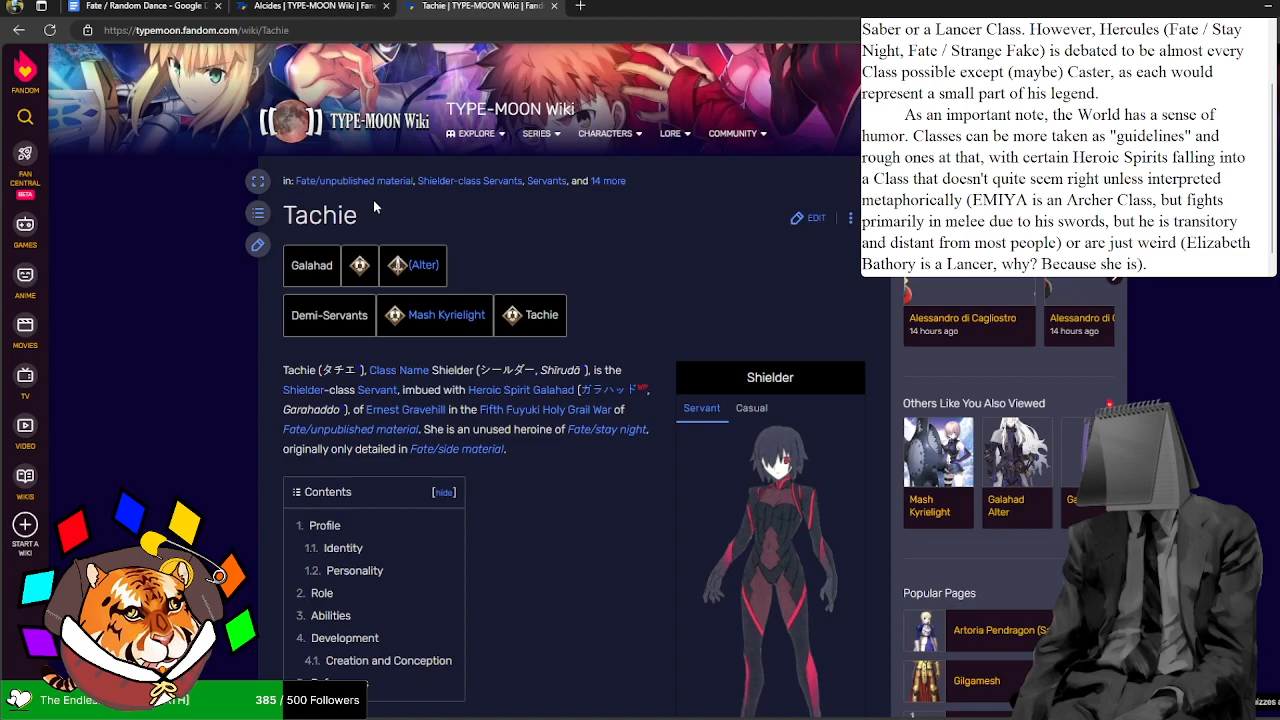 Fate / Random Dance - Google D
Alcides | TYPE-MOON Wiki | Fan
Tachie | TYPE-MOON Wiki | Fand
https://typemoon.fandom.com/wiki/Tachie
FANDOM
FAN
CENTRAL
BETA
GAMES
ANIME
MOVIES
TV
VIDEO
WIKIS
START A
WIKI
TYPE-MOON Wiki
TYPE-MOON Wiki
EXPLORE
SERIES
CHARACTERS
LORE
COMMUNITY
in: Fate/unpublished material, Shielder-class Servants, Servants, and 14 more
Tachie
EDIT
Galahad
(Alter)
Demi-Servants
Mash Kyrielight
Tachie
Tachie (タチエ ), Class Name Shielder (シールダー, Shīrudā ), is the
Shielder-class Servant, imbued with Heroic Spirit Galahad (ガラハッドWP,
Garahaddo ), of Ernest Gravehill in the Fifth Fuyuki Holy Grail War of
Fate/unpublished material. She is an unused heroine of Fate/stay night,
originally only detailed in Fate/side material.
Contents
[hide]
1. Profile
1.1. Identity
1.2. Personality
2. Role
3. Abilities
4. Development
4.1. Creation and Conception
Shielder
Servant
Casual
Saber or a Lancer Class. However, Hercules (Fate / Stay
Night, Fate / Strange Fake) is debated to be almost every
Class possible except (maybe) Caster, as each would
represent a small part of his legend.
As an important note, the World has a sense of
humor. Classes can be more taken as "guidelines" and
rough ones at that, with certain Heroic Spirits falling into
a Class that doesn't quite seem right unless interpreted
metaphorically (EMIYA is an Archer Class, but fights
primarily in melee due to his swords, but he is transitory
and distant from most people) or are just weird (Elizabeth
Bathory is a Lancer, why? Because she is).
Alessandro di Cagliostro
14 hours ago
Alessandro di C
14 hours ago
Others Like You Also Viewed
Mash
Kyrielight
Galahad
Alter
Popular Pages
Artoria Pendragon (S
Gilgamesh
The Endles
385 / 500 Followers